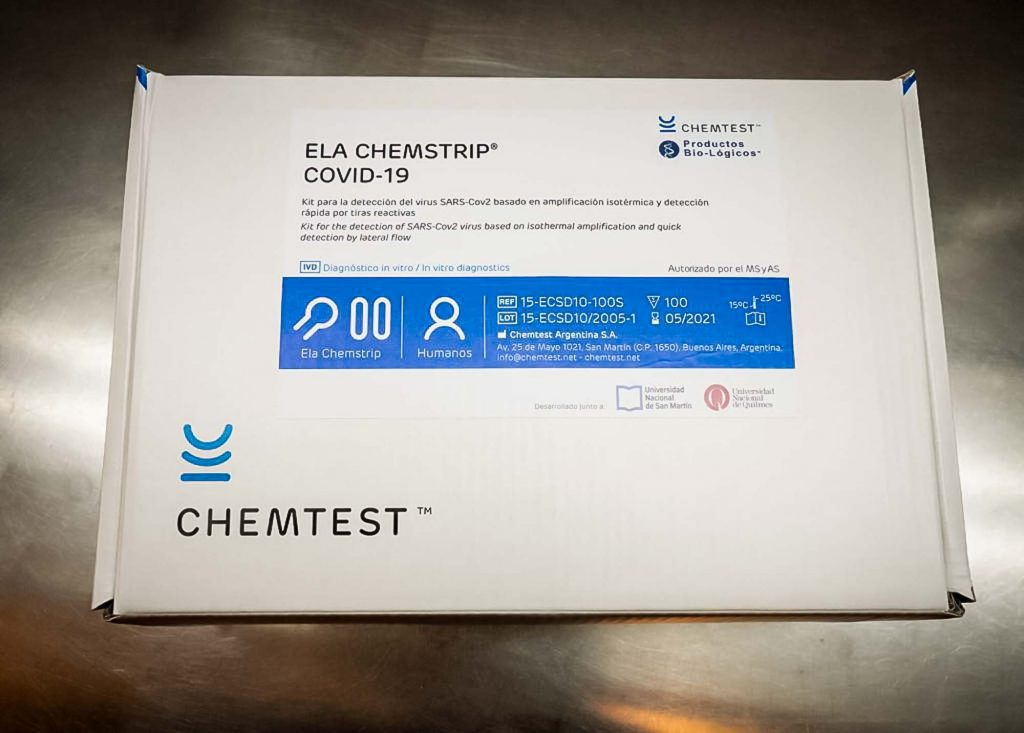 CHEMTEST™
Productos
Bio-Lógicos™
ELA CHEMSTRIP®
COVID-19
Kit para la detección del virus SARS-Cov2 basado en amplificación isotérmica y detección
rápida por tiras reactivas
Kit for the detection of SARS-Cov2 virus based on isothermal amplification and quick
detection by lateral flow
IVD Diagnóstico in vitro / In vitro diagnostics
Autorizado por el MSyAS
Ela Chemstrip
Humanos
REF 15-ECSD10-100S
100
15ºC 25ºC
LOT 15-ECSD10/2005-1
05/2021
Chemtest Argentina S.A.
Av. 25 de Mayo 1021, San Martín (C.P. 1650), Buenos Aires, Argentina.
info@chemtest.net - chemtest.net
Desarrollado junto a:
Universidad
Nacional
de San Martín
Universidad
Nacional
de Quilmes
CHEMTEST™